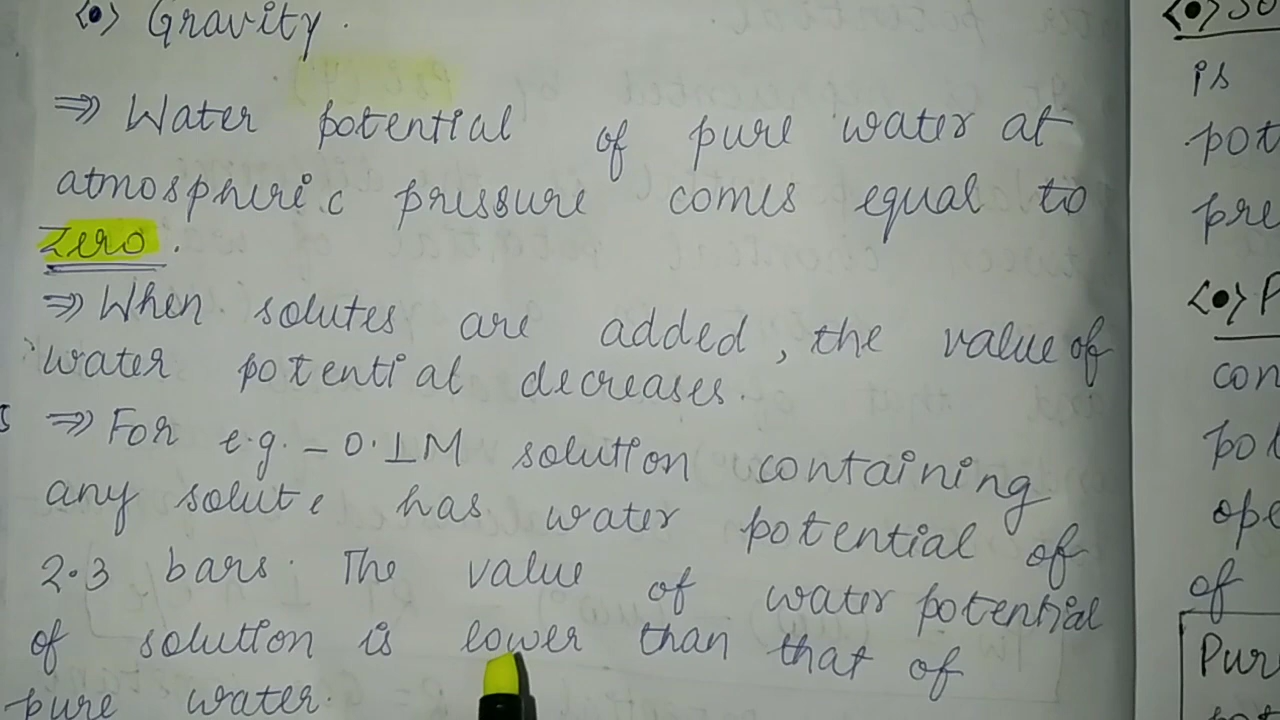 <•> Gravity.
⇒ Water potential of pure water at
atmospheric pressure comes equal to
zero.
⇒ When solutes are added, the value of
water potential decreases.
⇒ For e.g. - 0.1M solution containing
any solute has water potential of
2.3 bars. The value of water potential
of solution is lower than that of
pure water.
<•> So
is
pot
pre
<•> P
con
pot
ope
of
Pur